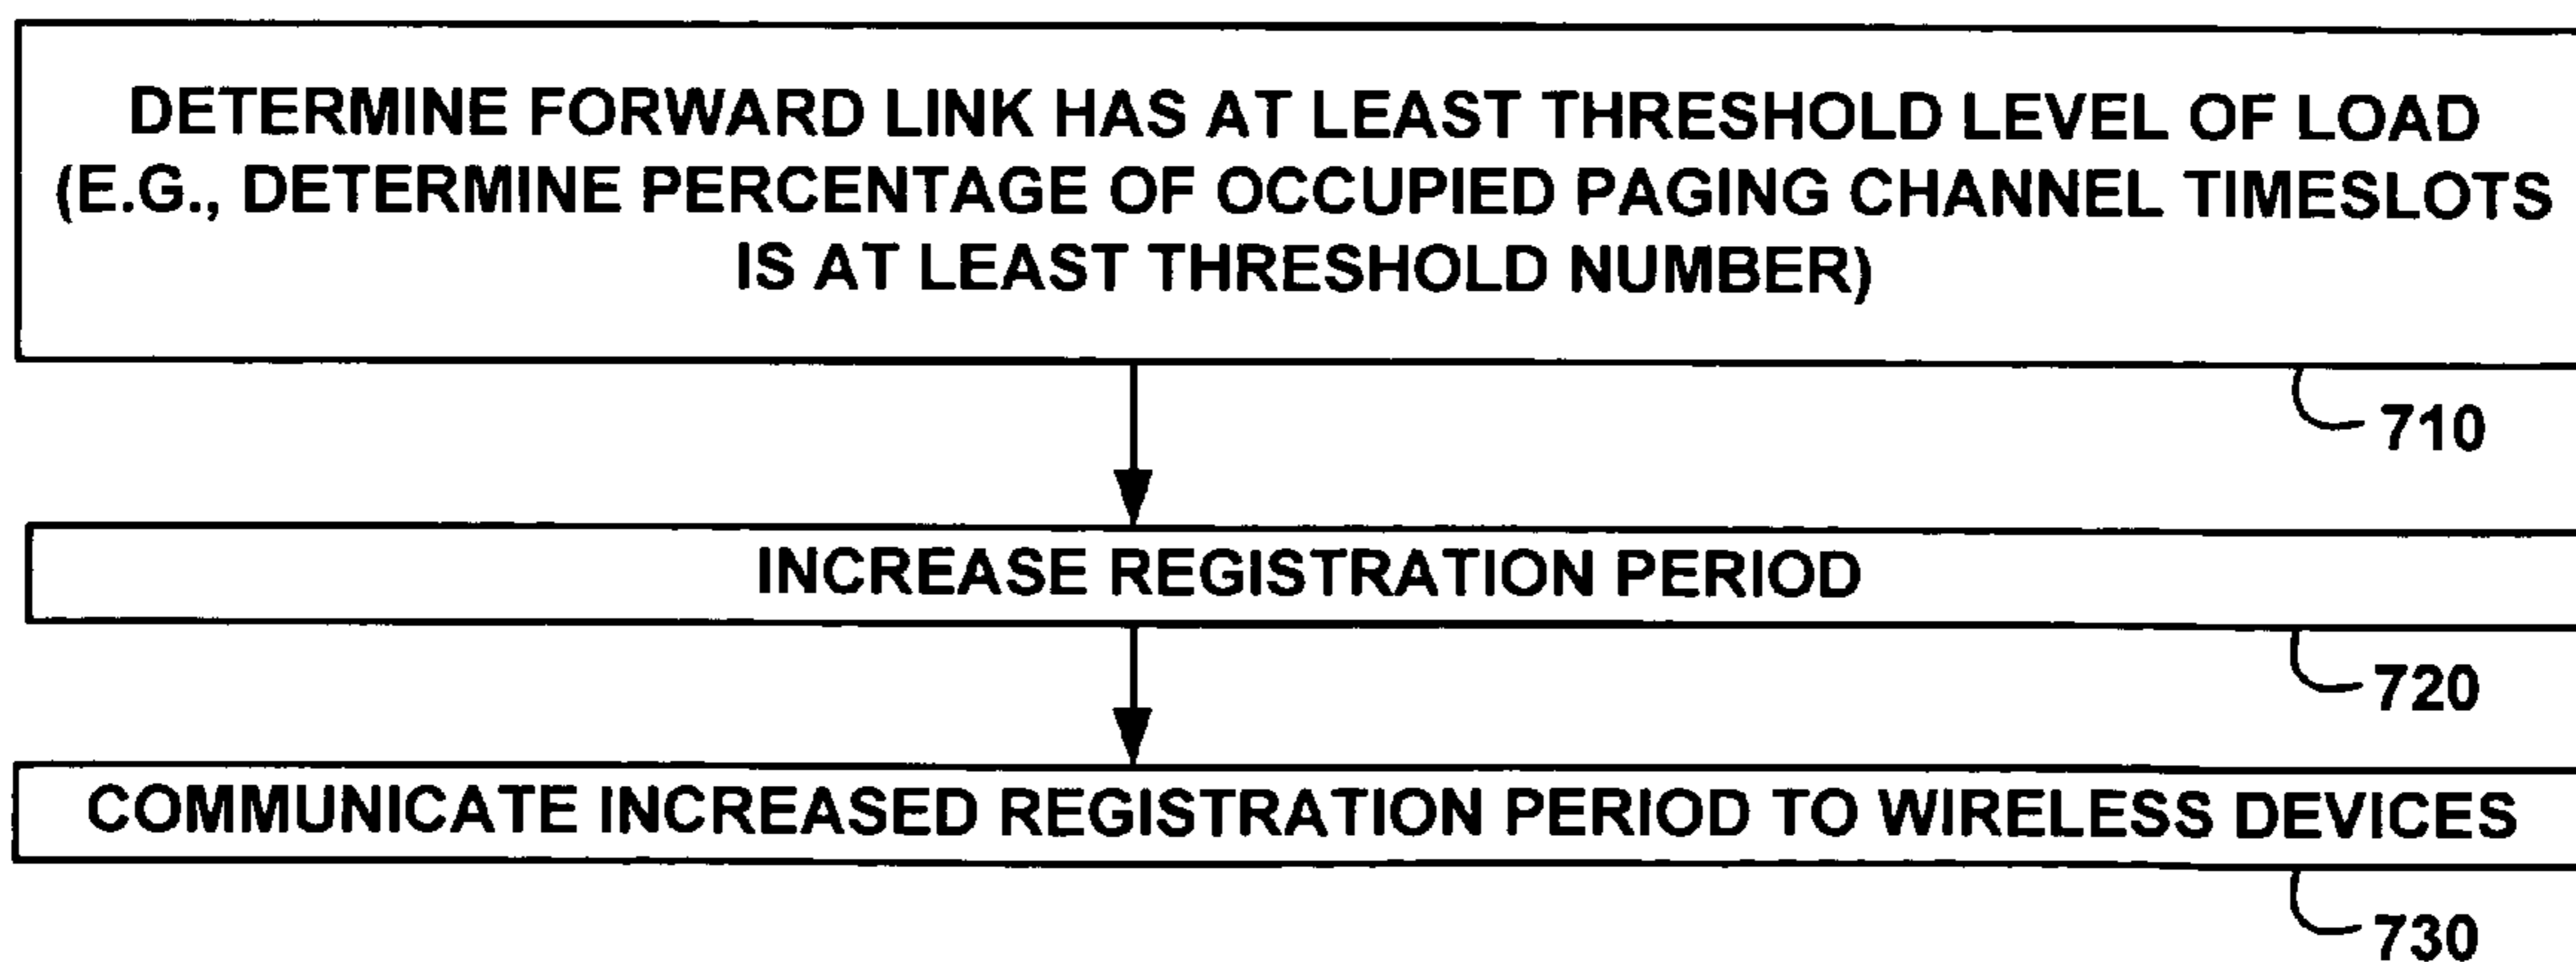 DETERMINE FORWARD LINK HAS AT LEAST THRESHOLD LEVEL OF LOAD
(E.G., DETERMINE PERCENTAGE OF OCCUPIED PAGING CHANNEL TIMESLOTS
IS AT LEAST THRESHOLD NUMBER)
710
INCREASE REGISTRATION PERIOD
720
COMMUNICATE INCREASED REGISTRATION PERIOD TO WIRELESS DEVICES
730